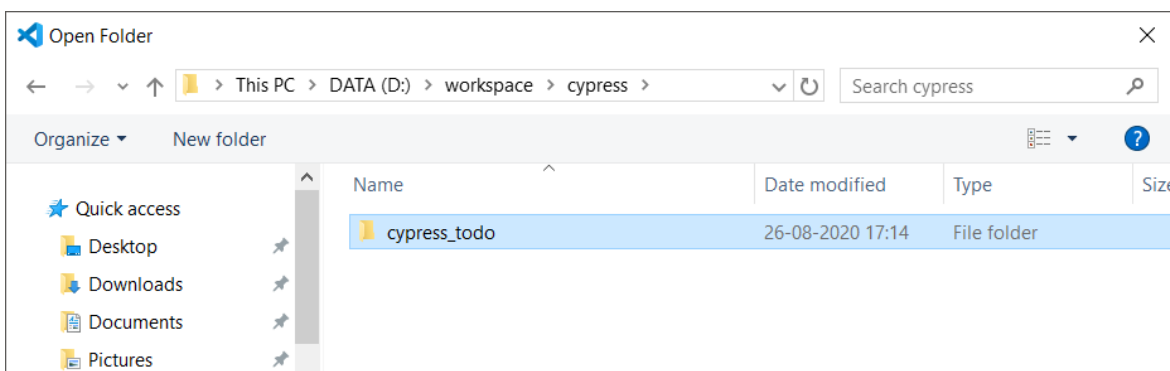 Open Folder
This PC > DATA (D:) > workspace > cypress >
Search cypress
Organize
New folder
?
Name
Date modified
Type
Size
Quick access
cypress_todo
26-08-2020 17:14
File folder
Desktop
Downloads
Documents
Pictures